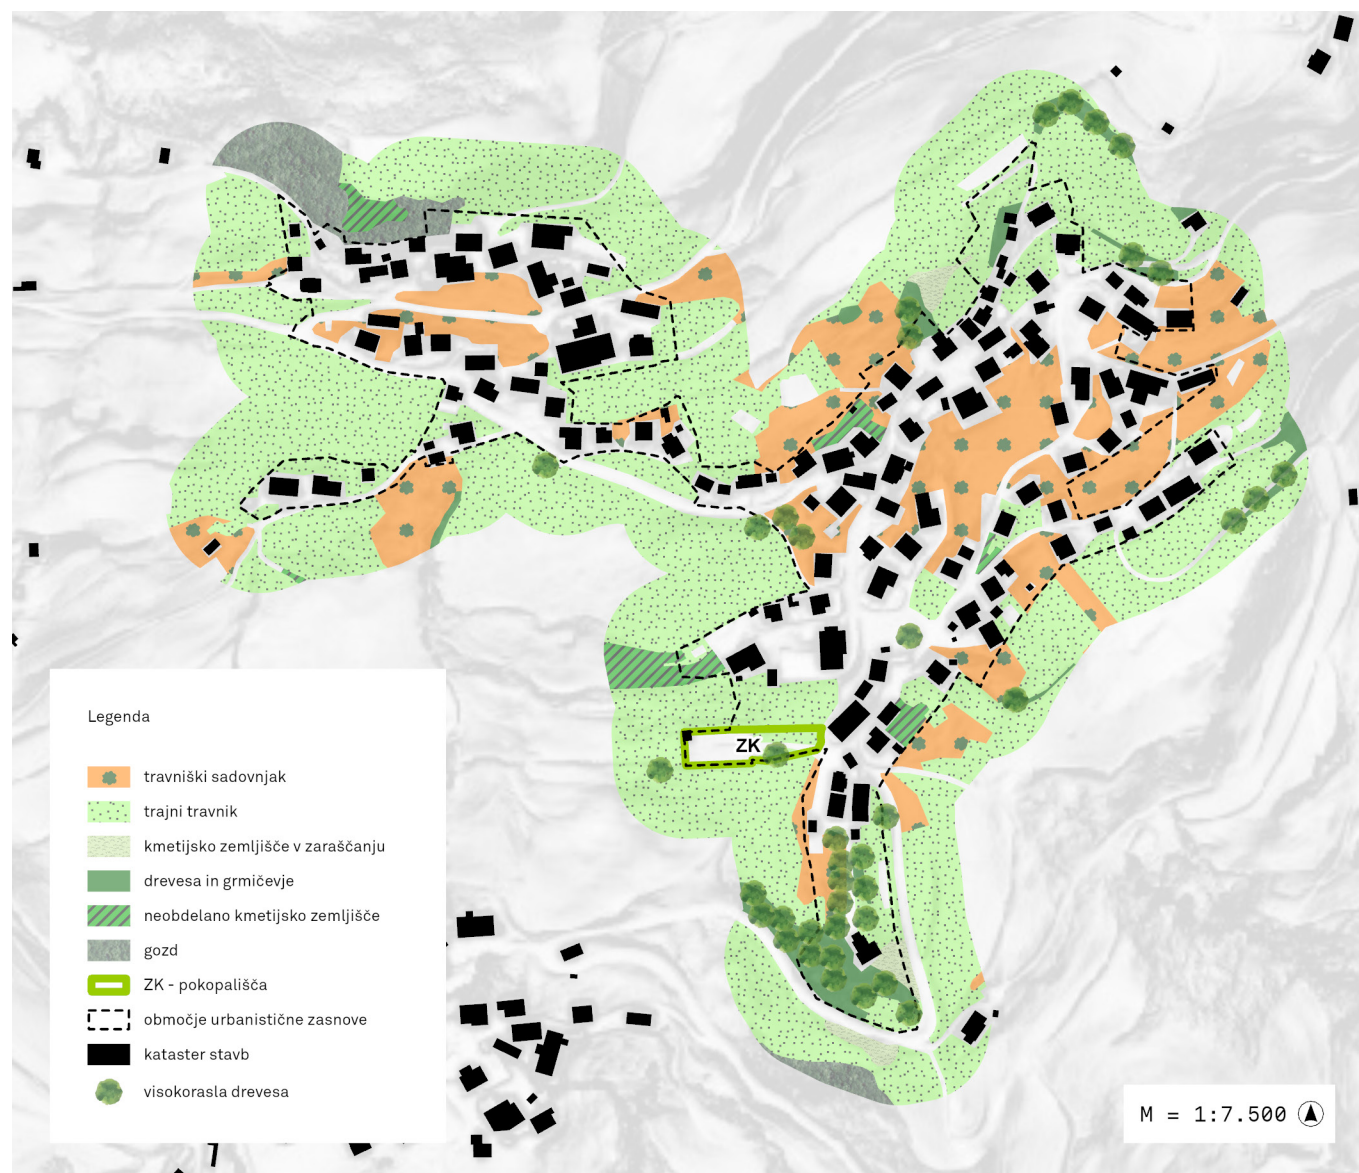 ZK
Legenda
travniški sadovnjak
trajni travnik
kmetijsko zemljišče v zaraščanju
drevesa in grmičevje
neobdelano kmetijsko zemljišče
gozd
ZK - pokopališča
območje urbanistične zasnove
kataster stavb
visokorasla drevesa
M = 1:7.500